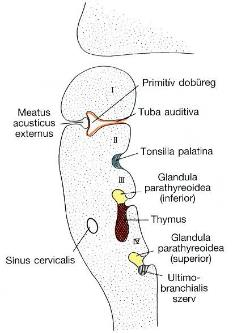 I
Primitív dobüreg
Meatus
acusticus
externus
Tuba auditiva
II
Tonsilla palatina
III
Glandula
parathyreoidea
(inferior)
Thymus
IV
Glandula
parathyreoidea
(superior)
Sinus cervicalis
Ultimo-
branchialis
szerv